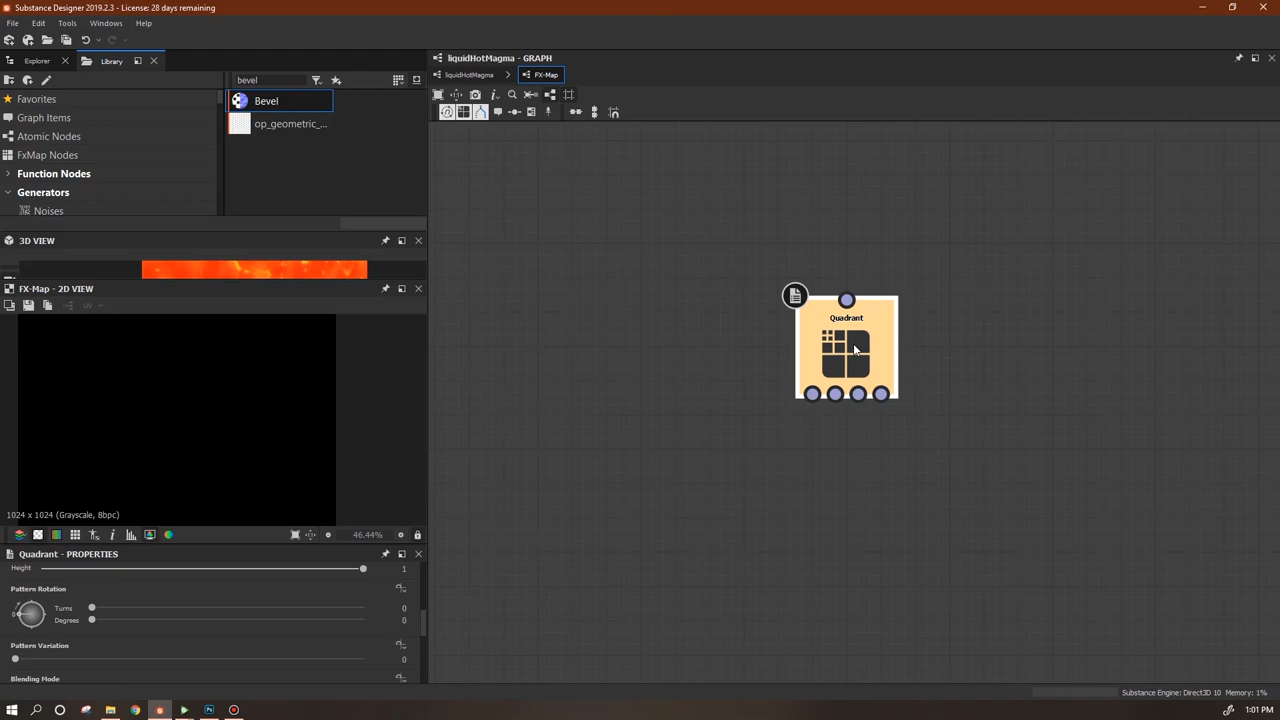 Substance Designer 2019.2.3 - License: 28 days remaining
File Edit Tools Windows Help
Explorer Library
bevel
Favorites
Graph Items
Atomic Nodes
FxMap Nodes
Function Nodes
Generators
Noises
Bevel
op_geometric_...
3D VIEW
FX-Map - 2D VIEW
UV
1024 x 1024 (Grayscale, 8bpc)
46.44%
Quadrant - PROPERTIES
Height 1
Pattern Rotation
0 Turns 0
Degrees 0
Pattern Variation
0
Blending Mode
liquidHotMagma - GRAPH
liquidHotMagma FX-Map
Quadrant
Substance Engine: Direct3D 10 Memory: 1%
1:01 PM